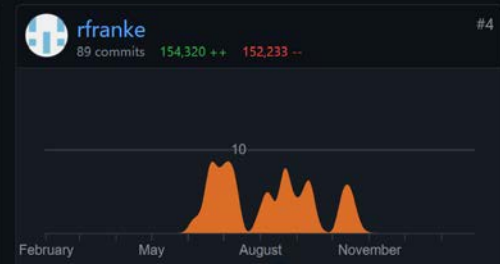 rfranke
#4
89 commits 154,320 ++ 152,233 --
10
February May August November